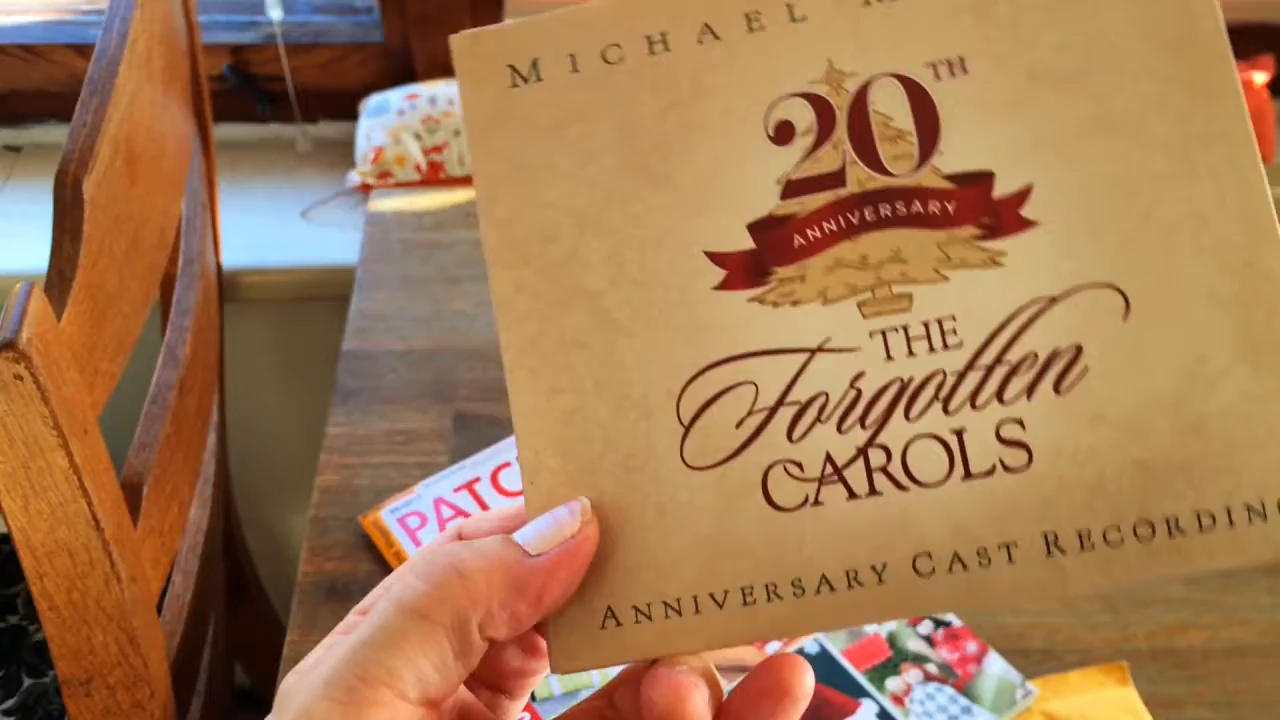 MICHAEL
20TH
ANNIVERSARY
THE
Forgotten
CAROLS
ANNIVERSARY CAST RECORDING
PATC